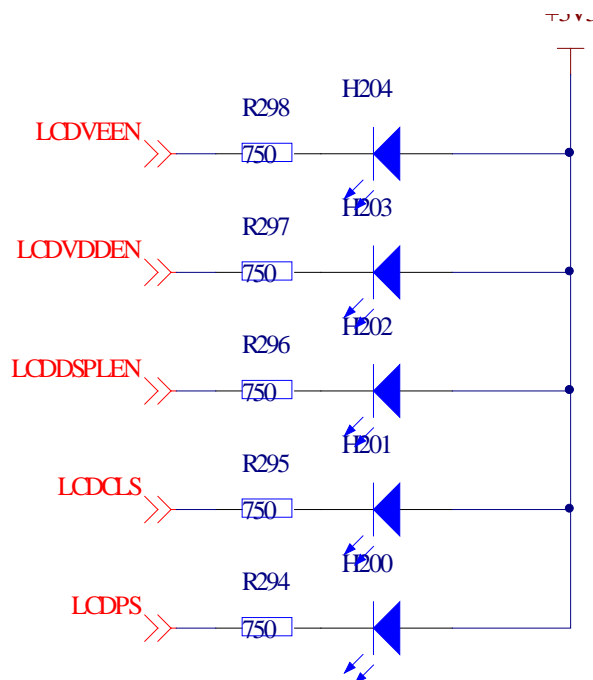 +3V3
H204
R298
LCDVEEN
750
H203
R297
LCDVDDEN
750
H202
R296
LCDDSPLEN
750
H201
R295
LCDCLS
750
H200
R294
LCDPS
750